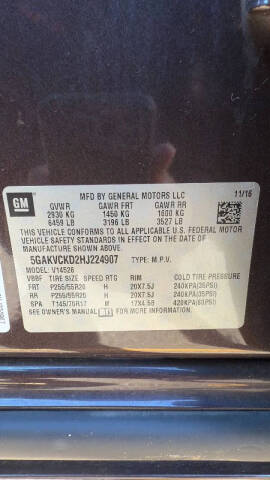 MFD BY GENERAL MOTORS LLC 11/16
GM
GVWR GAWR FRT GAWR RR
2930 KG 1450 KG 1600 KG
6459 LB 3196 LB 3527 LB
THIS VEHICLE CONFORMS TO ALL APPLICABLE U.S. FEDERAL
MOTOR VEHICLE SAFETY STANDARDS IN EFFECT ON THE
DATE OF MANUFACTURE SHOWN ABOVE.
5GAKVCKD2HJ224907 TYPE: M.P.V.
MODEL: V14526
V8BF TIRE SIZE SPEED RTG RIM COLD TIRE PRESSURE
FRT P255/55R20 H 20X7.5J 240KPA(35PSI)
RR P255/55R20 H 20X7.5J 240KPA(35PSI)
SPA T145/70R17 M 17X4.5B 420KPA(60PSI)
SEE OWNER'S MANUAL FOR MORE INFORMATION.